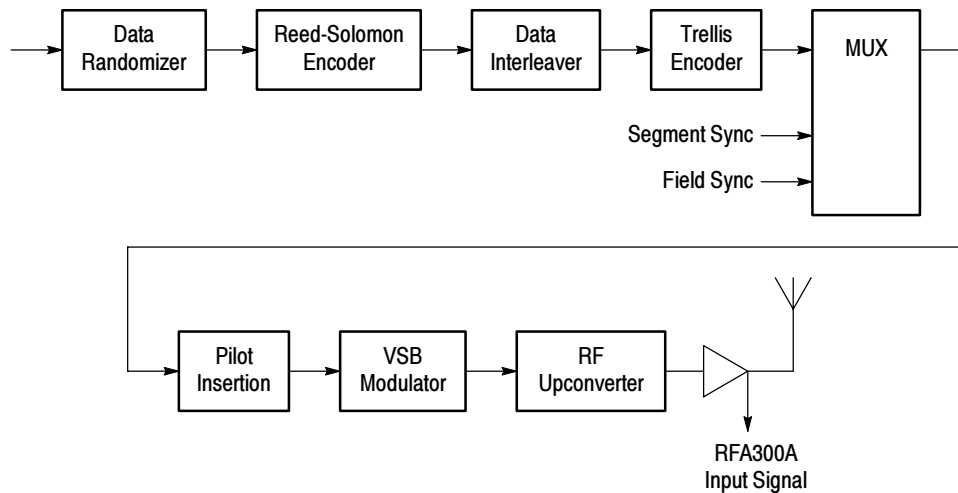 Data
Randomizer
Reed-Solomon
Encoder
Data
Interleaver
Trellis
Encoder
MUX
Segment Sync
Field Sync
Pilot
Insertion
VSB
Modulator
RF
Upconverter
RFA300A
Input Signal